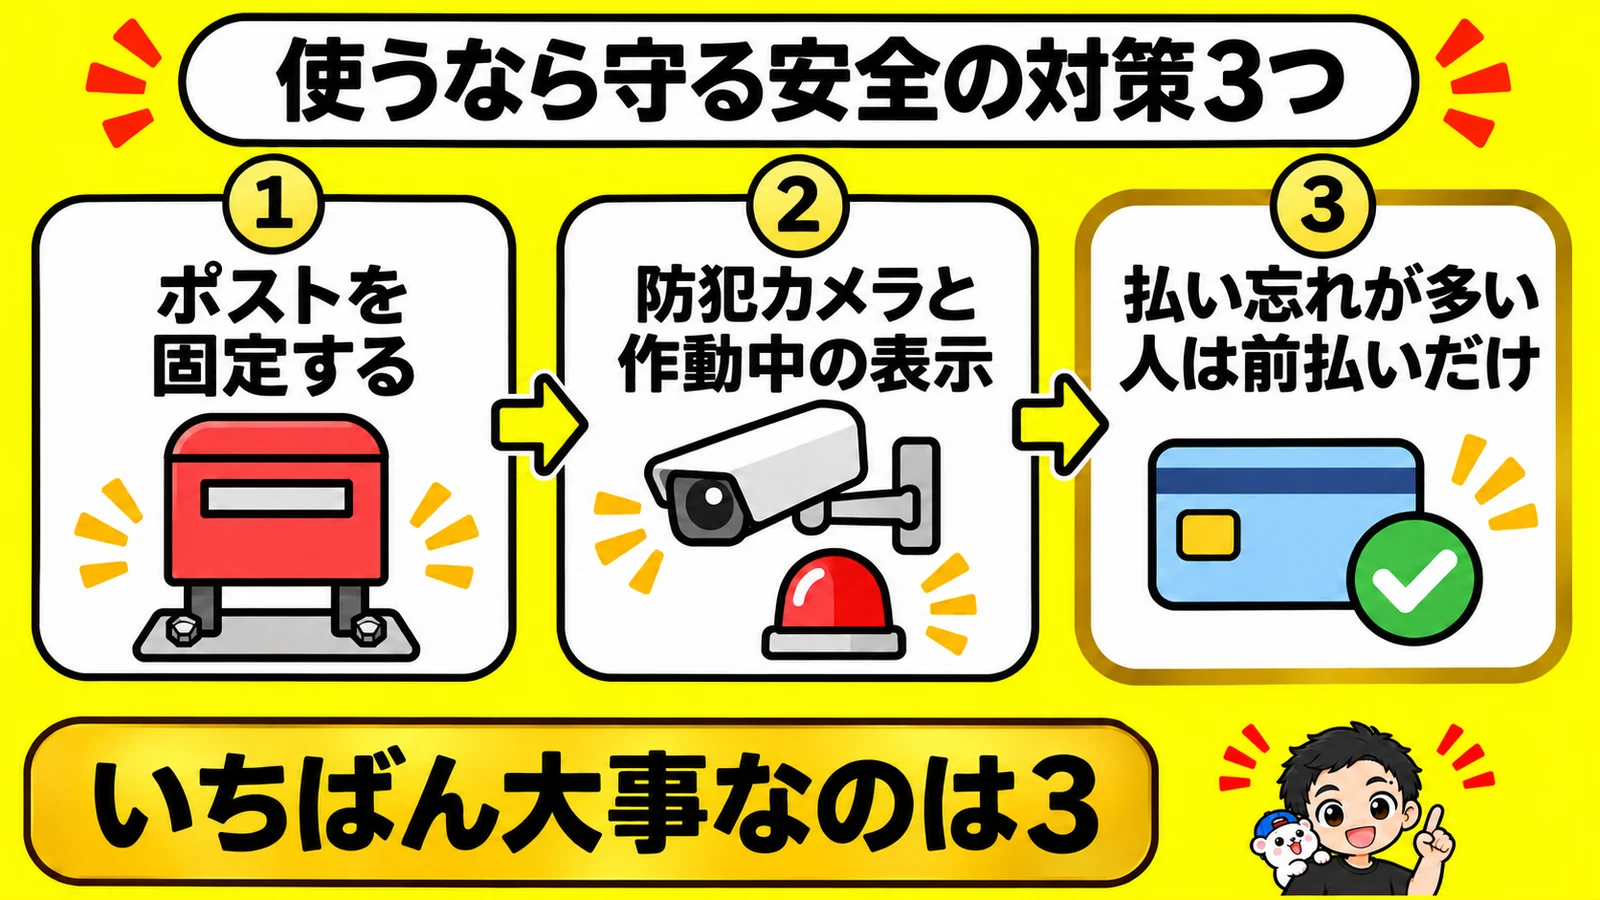 使うなら守る安全の対策3つ
1
ポストを
固定する
2
防犯カメラと
作動中の表示
3
払い忘れが多い
人は前払いだけ
いちばん大事なのは3